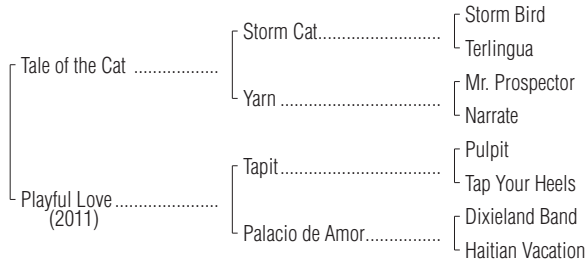 Storm Bird
Storm Cat..................
Terlingua
Tale of the Cat ..................
Mr. Prospector
Yarn ............................
Narrate
Pulpit
Tapit............................
Tap Your Heels
Playful Love ......................
(2011)
Dixieland Band
Palacio de Amor..................
Haitian Vacation